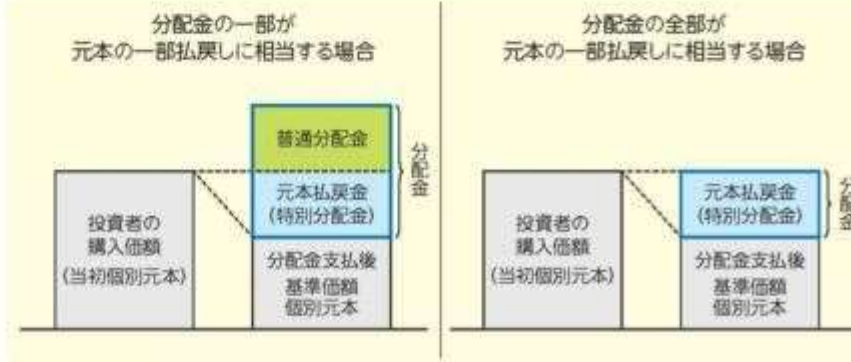 分配金の一部が
元本の一部払戻しに相当する場合
普通分配金
元本払戻金
(特別分配金)
分配金
投資者の
購入価額
(当初個別元本)
分配金支払後
基準価額
個別元本
分配金の全部が
元本の一部払戻しに相当する場合
元本払戻金
(特別分配金)
分配金
投資者の
購入価額
(当初個別元本)
分配金支払後
基準価額
個別元本